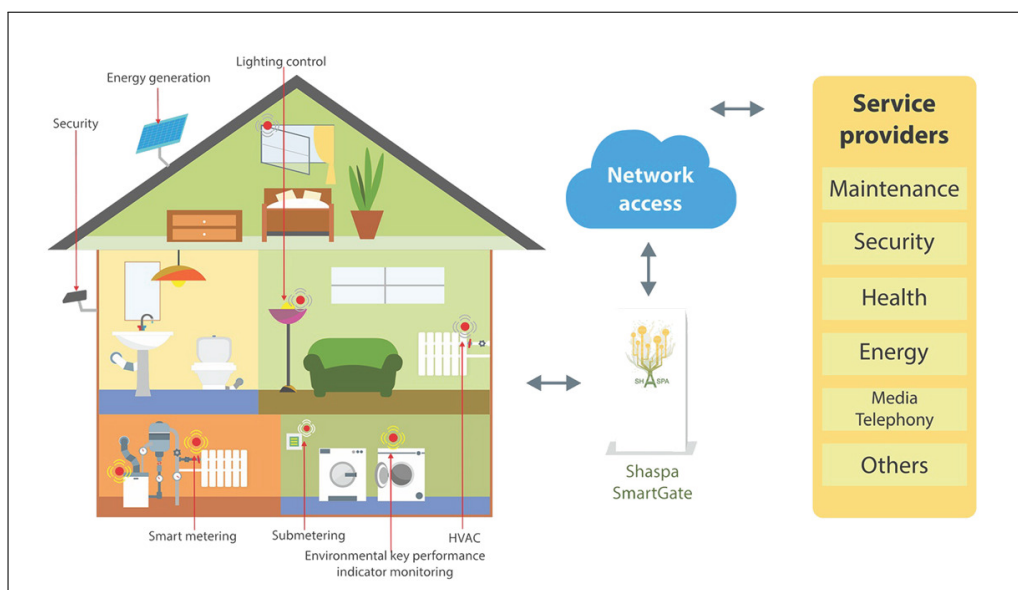 Lighting control
Energy generation
Security
Service
providers
Network
access
Maintenance
Security
Health
Energy
Media
Telephony
Others
SHASPA
Shaspa
SmartGate
Smart metering
Submetering
HVAC
Environmental key performance
indicator monitoring